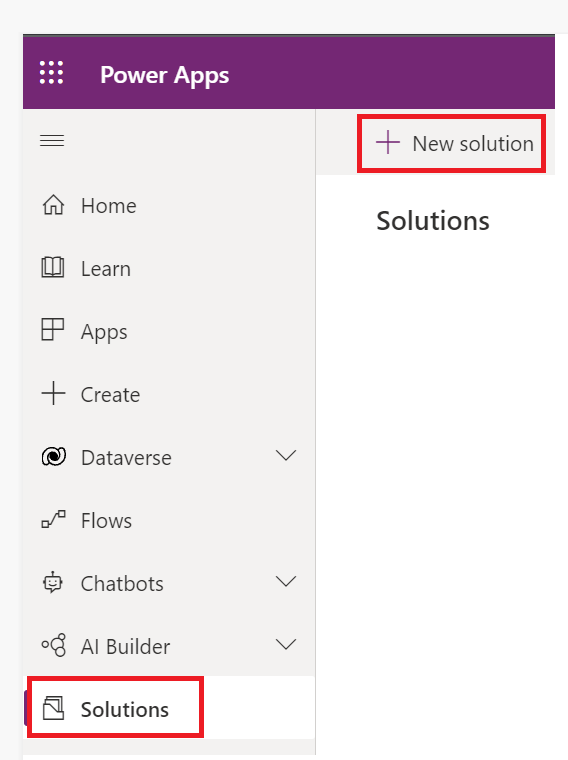 Power Apps
New solution
Solutions
Home
Learn
Apps
Create
Dataverse
Flows
Chatbots
AI Builder
Solutions